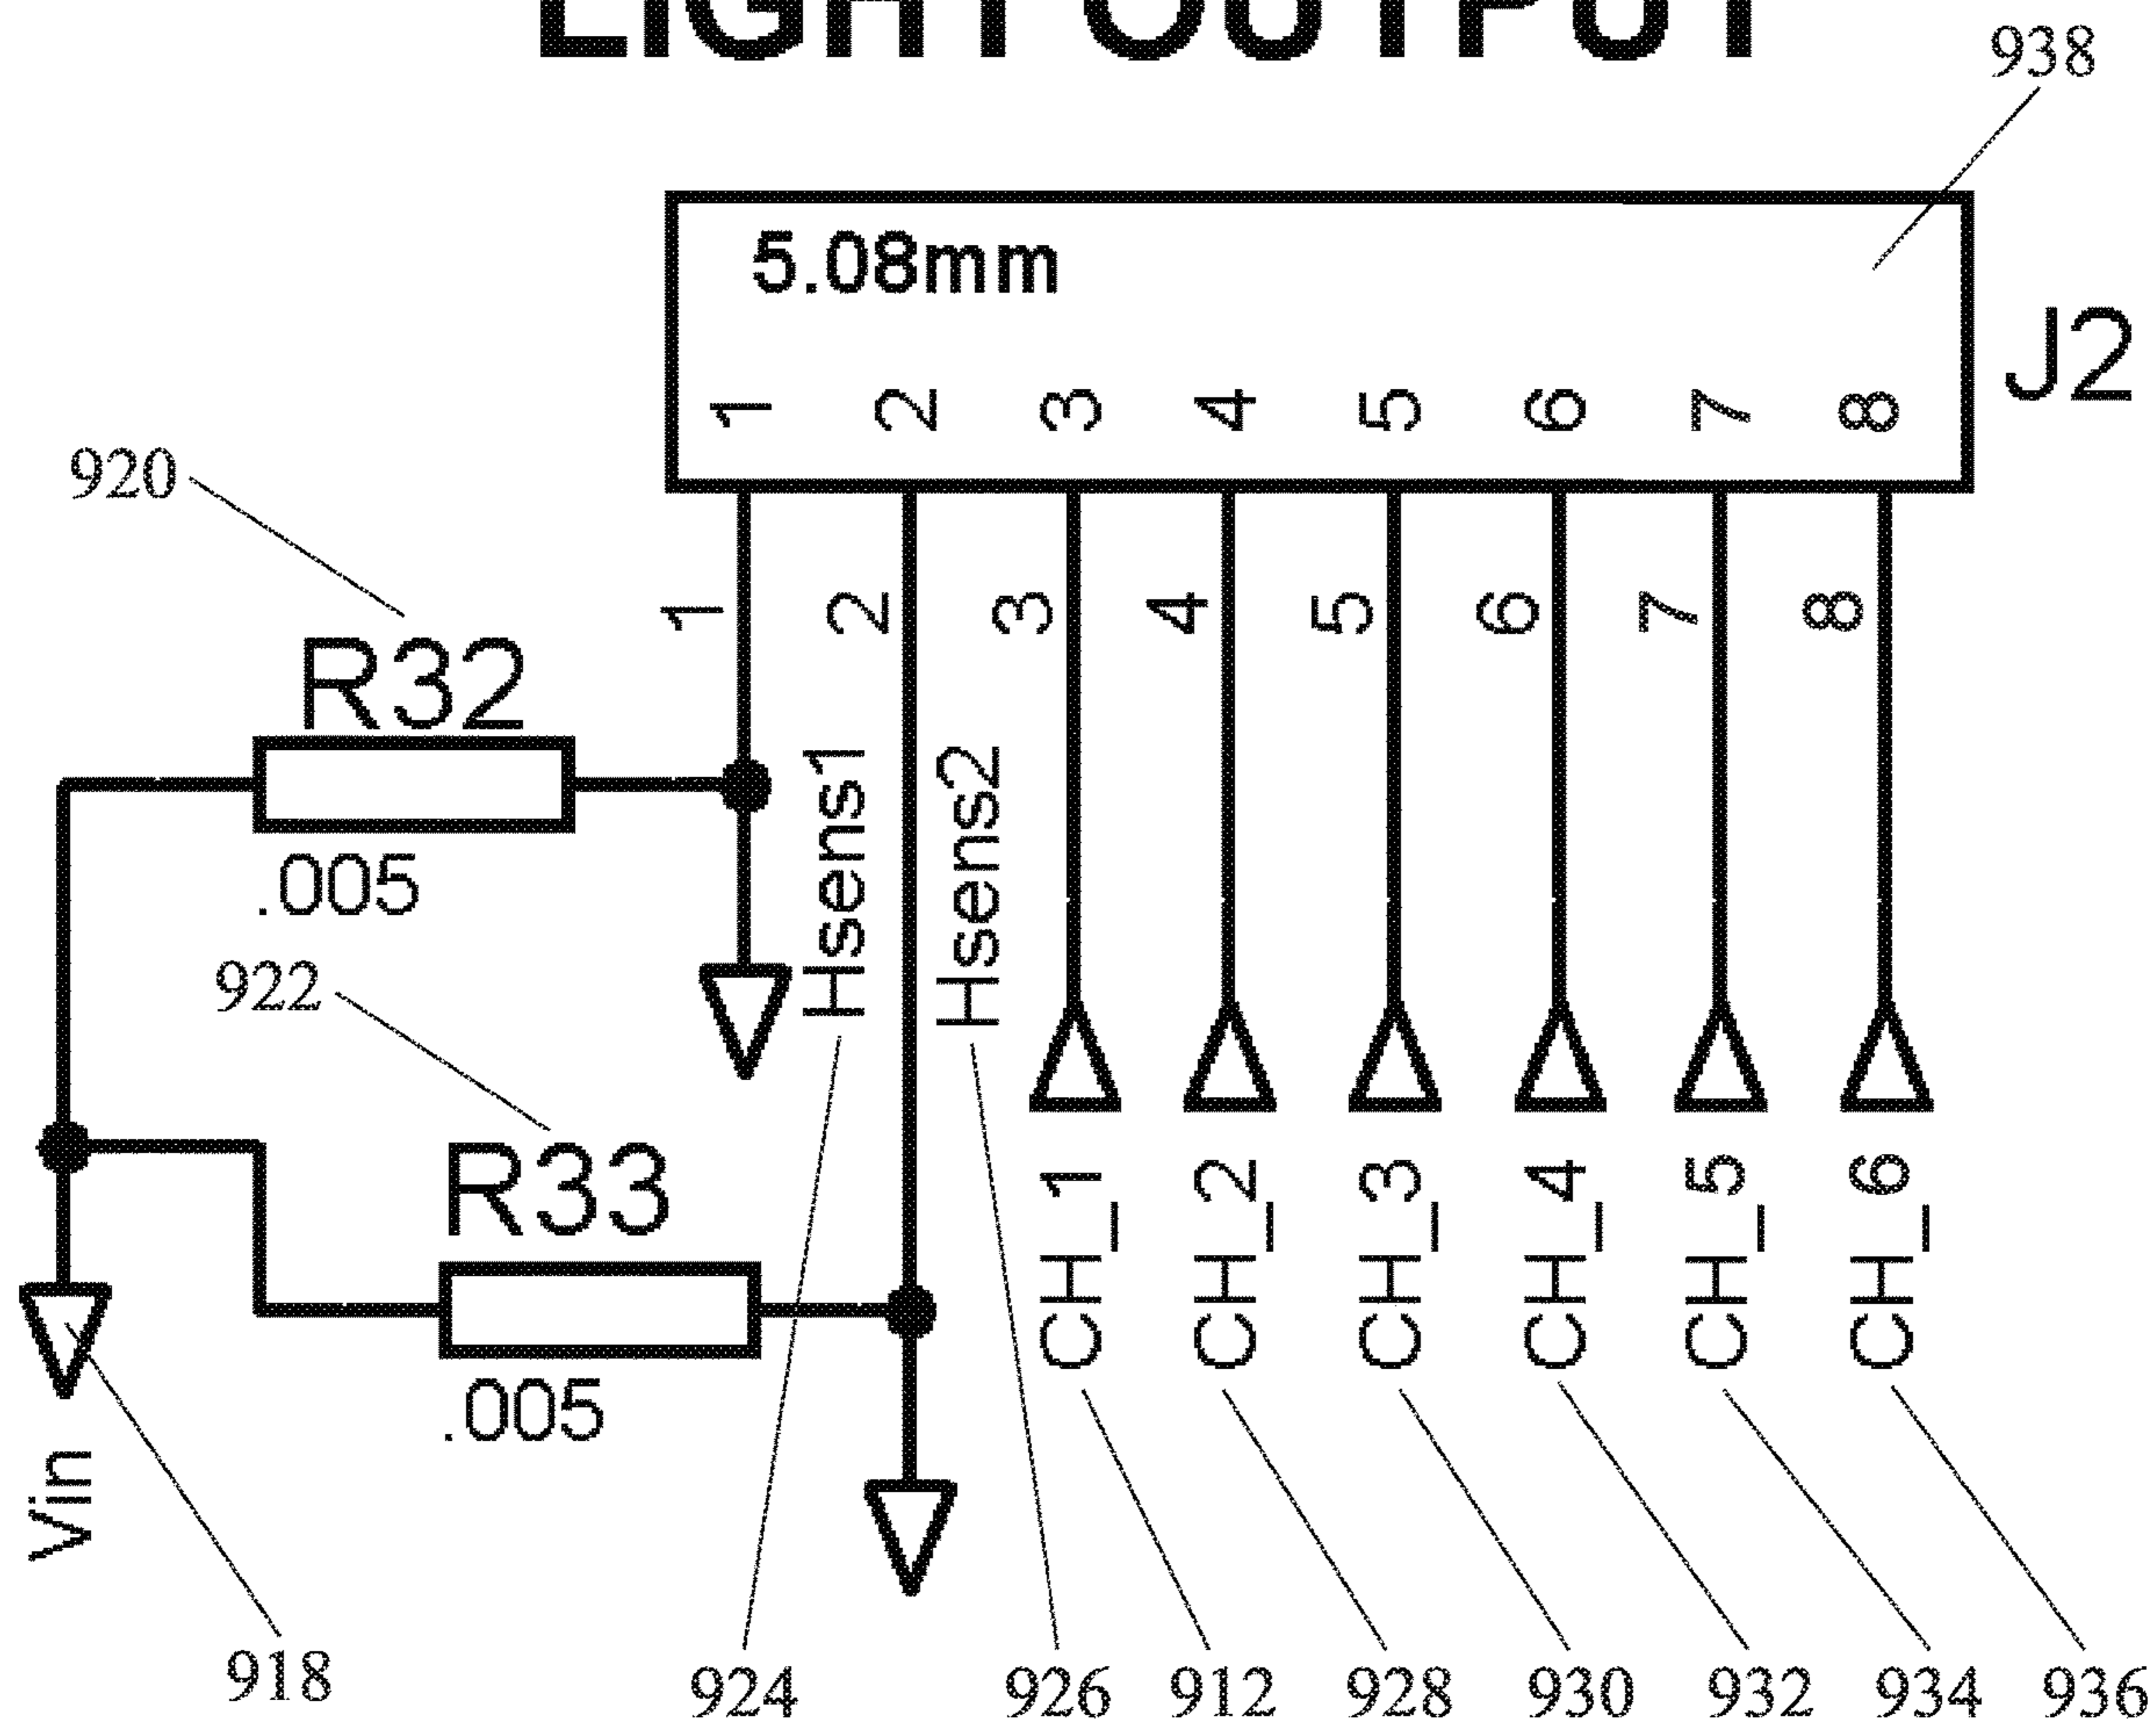 LIGHT OUTPUT
938
5.08mm
J2
1 2 3 4 5 6 7 8
920
1 2 3 4 5 6 7 8
R32
.005
Hsens1
Hsens2
922
R33
.005
CH_1
CH_2
CH_3
CH_4
CH_5
CH_6
Vin
918
924
926
912
928
930
932
934
936